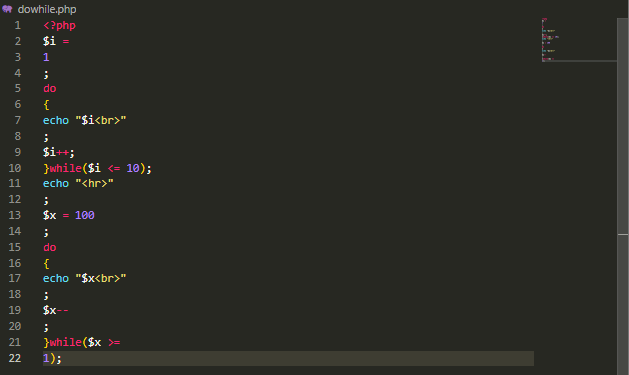 dowhile.php
1 <?php
2 $i =
3 1
4 ;
5 do
6 {
7 echo "$i<br>"
8 ;
9 $i++;
10 }while($i <= 10);
11 echo "<hr>"
12 ;
13 $x = 100
14 ;
15 do
16 {
17 echo "$x<br>"
18 ;
19 $x--
20 ;
21 }while($x >=
22 1);